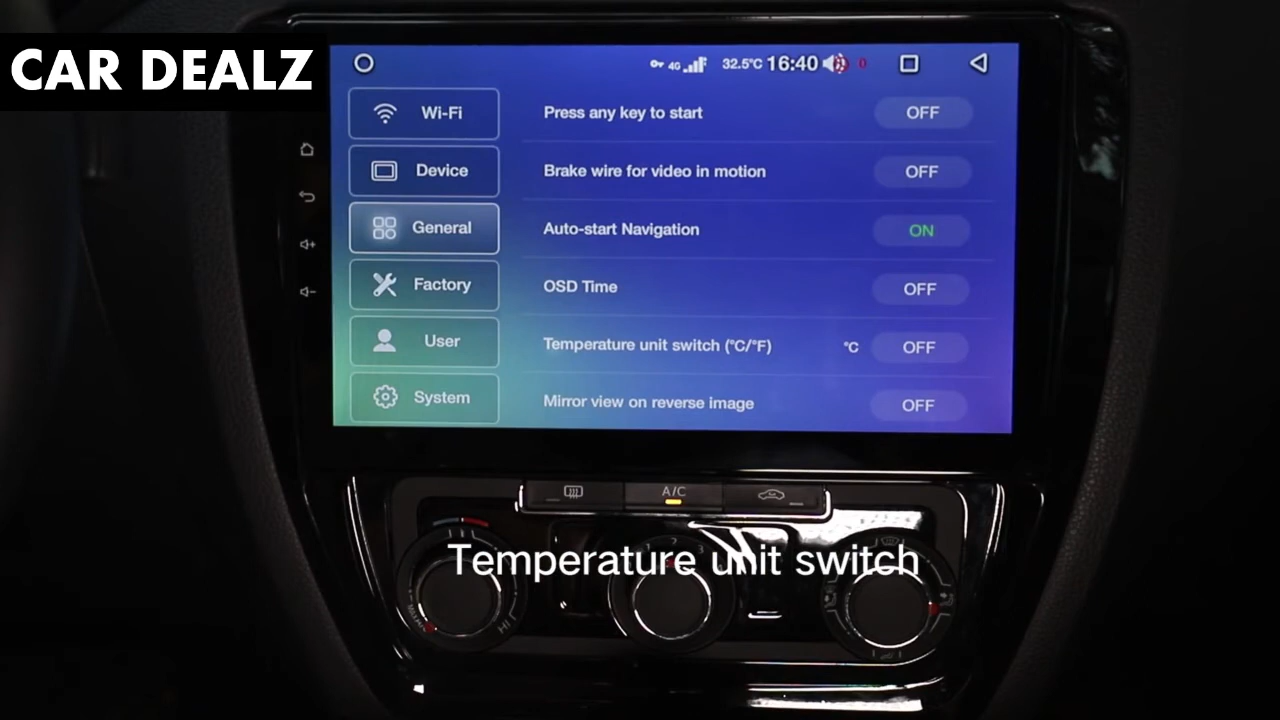 CAR DEALZ
4G 32.5°C 16:40 0
Wi-Fi
Press any key to start OFF
Device
Brake wire for video in motion OFF
General
Auto-start Navigation ON
Factory
OSD Time OFF
User
Temperature unit switch (°C/°F) °C OFF
System
Mirror view on reverse image OFF
A/C
Temperature unit switch
HI